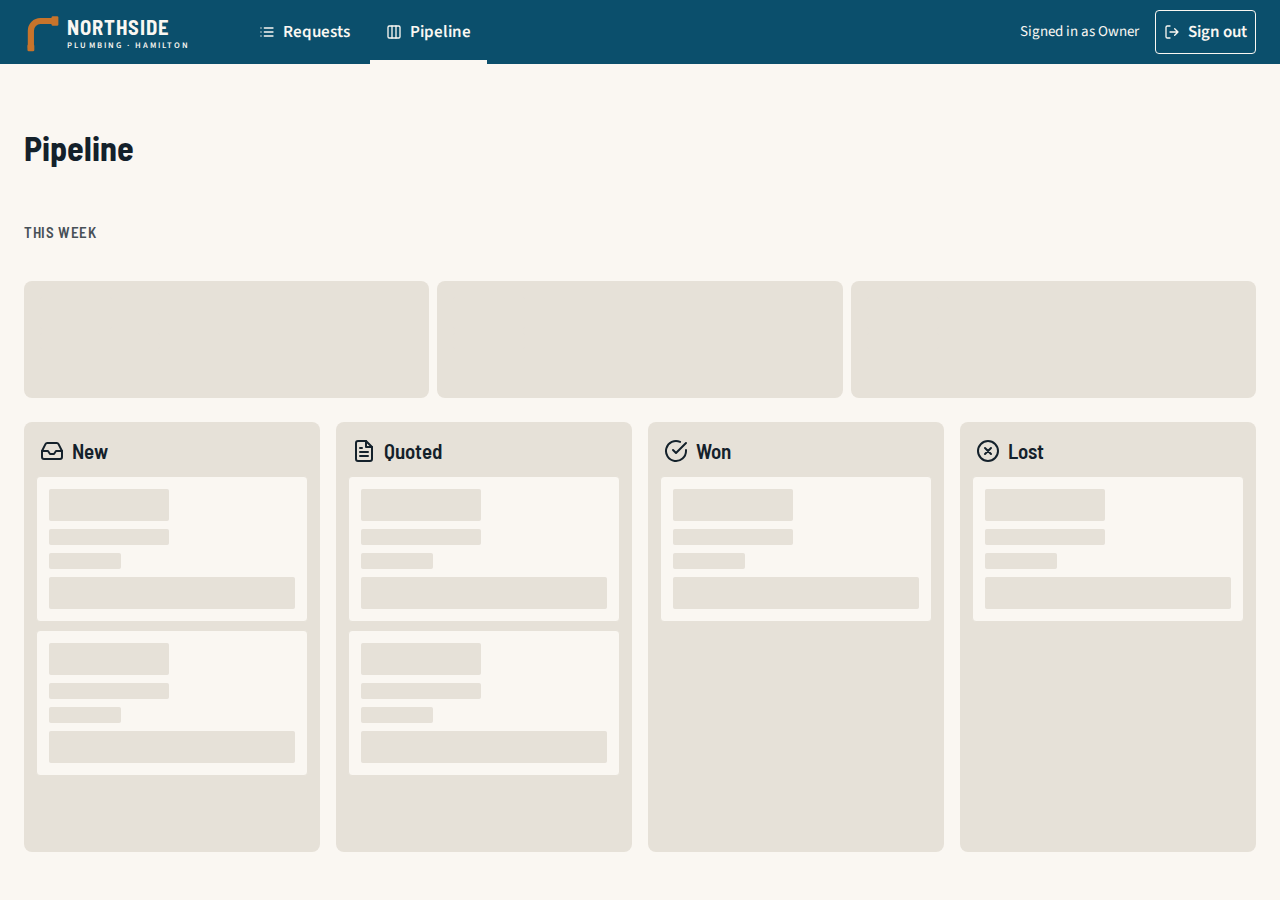 NORTHSIDE
PLUMBING · HAMILTON
Requests
Pipeline
Signed in as Owner
Sign out
Pipeline
THIS WEEK
New
Quoted
Won
Lost